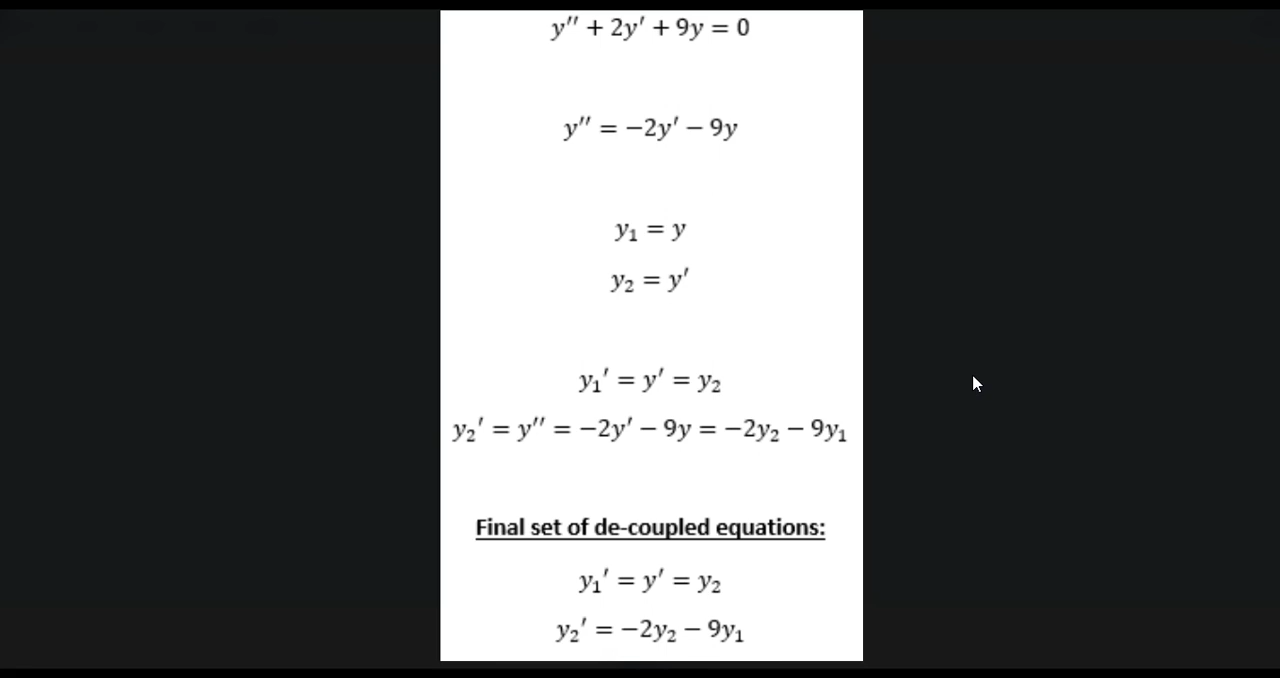 y′′ + 2y′ + 9y = 0
y′′ = −2y′ − 9y
y₁ = y
y₂ = y′
y₁′ = y′ = y₂
y₂′ = y′′ = −2y′ − 9y = −2y₂ − 9y₁
Final set of de-coupled equations:
y₁′ = y′ = y₂
y₂′ = −2y₂ − 9y₁